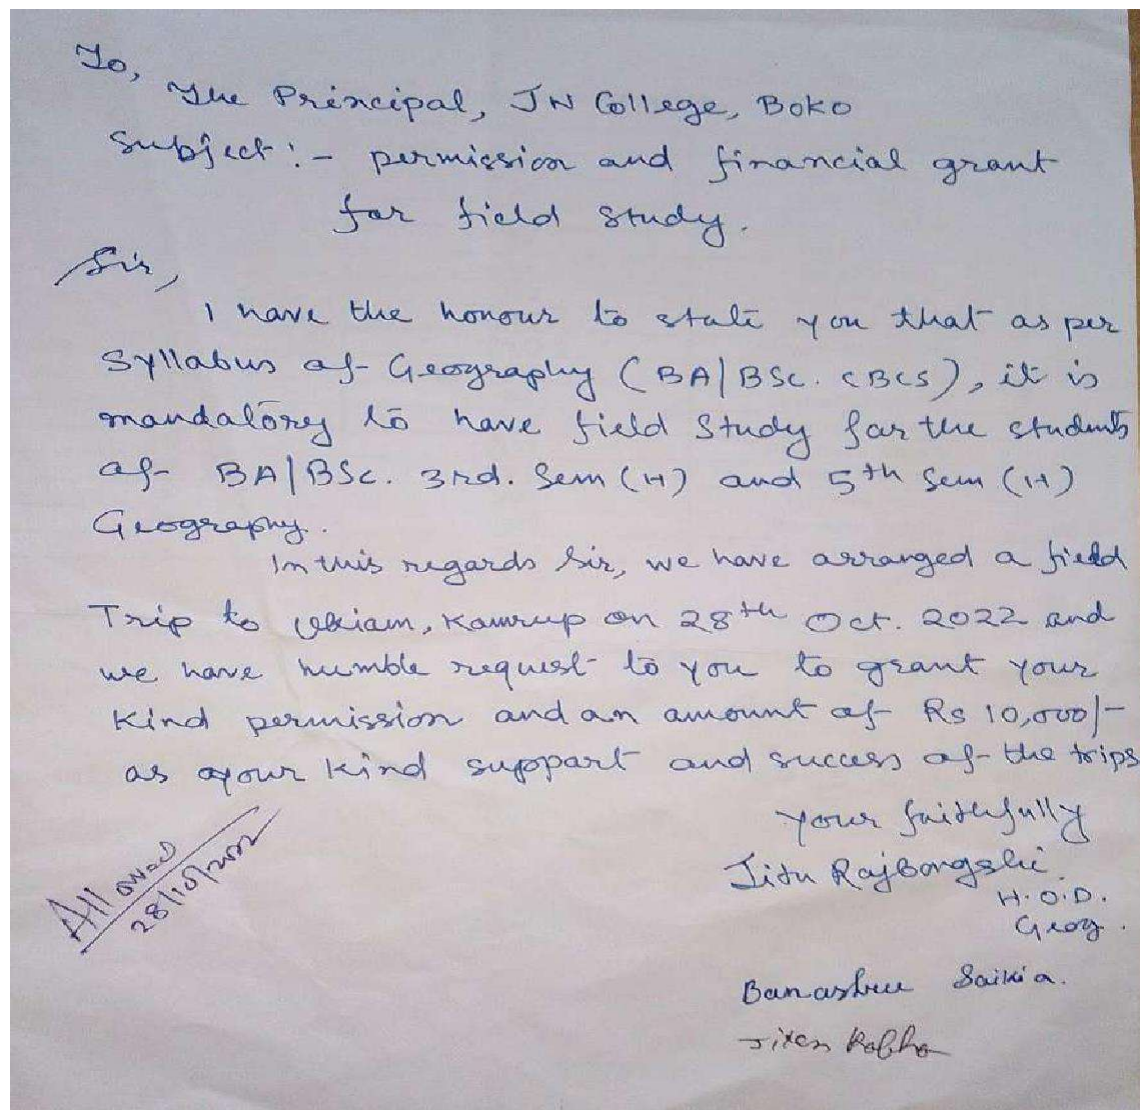 To,
The Principal, JN College, Boko
Subject:- permission and financial grant
for field study.
Sir,
I have the honour to state you that as per
Syllabus of Geography (BA/BSc. CBCS), it is
mandatory to have field Study for the students
of BA/BSc. 3rd. Sem (H) and 5th Sem (H)
Geography.
In this regards Sir, we have arranged a field
Trip to Ukiam, Kamrup on 28th Oct. 2022 and
we have humble request to you to grant your
Kind permission and an amount of Rs 10,000/-
as your kind support and success of the trips
your faithfully
Jitu Rajbongshi.
H.O.D.
Geog.
Allowed
28/10/2022
Banashree Saikia.
Jiten Rabha